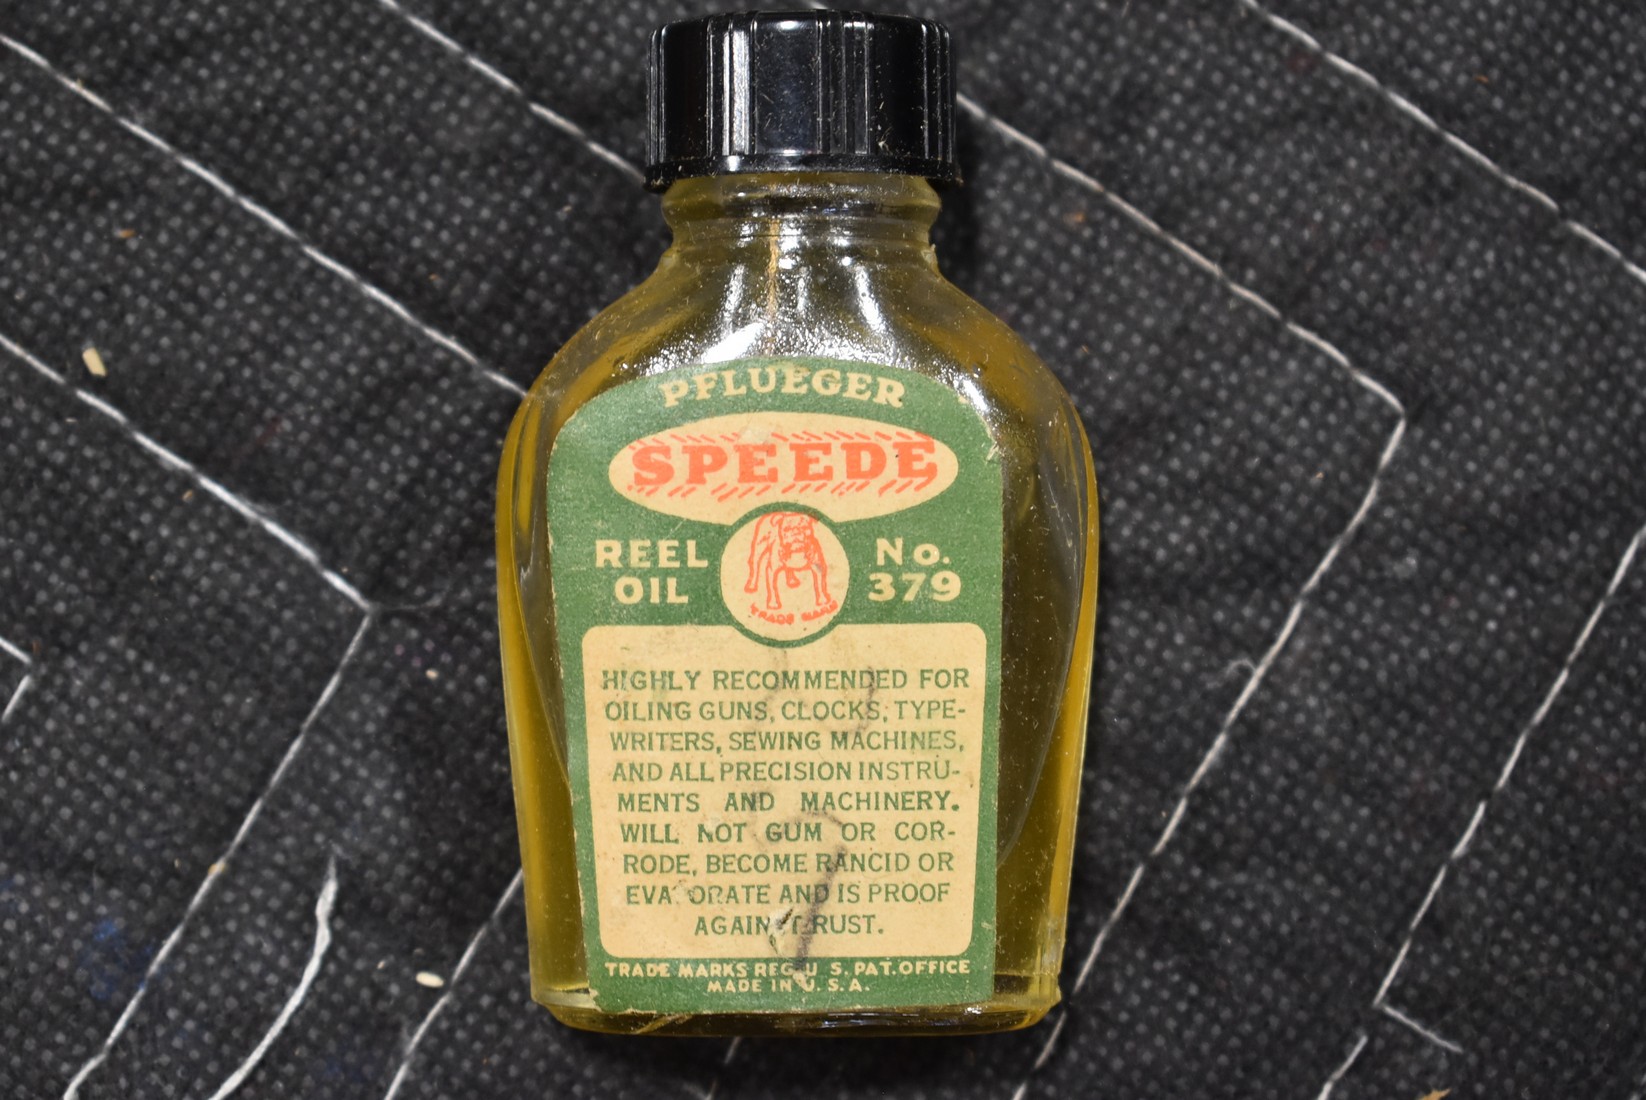 PFLUEGER
SPEEDE
REEL OIL
No. 379
TRADE MARK
HIGHLY RECOMMENDED FOR
OILING GUNS, CLOCKS, TYPE-
WRITERS, SEWING MACHINES,
AND ALL PRECISION INSTRU-
MENTS AND MACHINERY.
WILL NOT GUM OR COR-
RODE, BECOME RANCID OR
EVAPORATE AND IS PROOF
AGAINST RUST.
TRADE MARKS REG. U.S. PAT. OFFICE
MADE IN U.S.A.